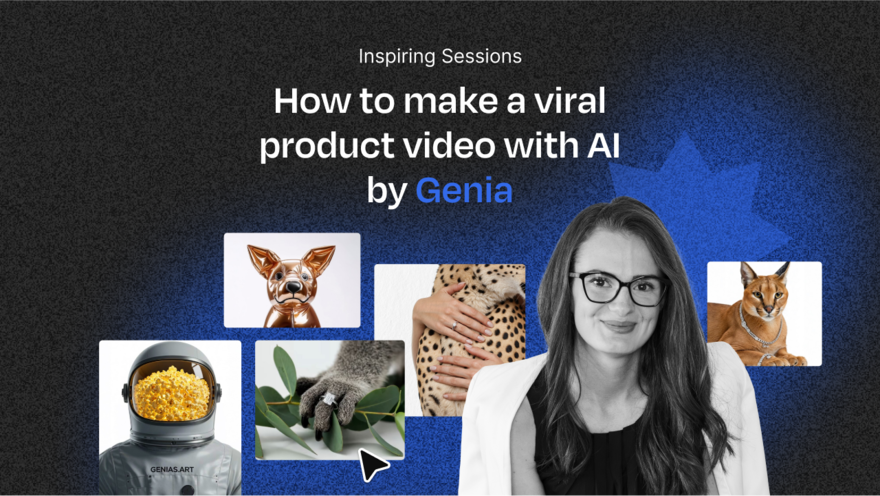 Inspiring Sessions
How to make a viral
product video with AI
by Genia
GENIAS.ART